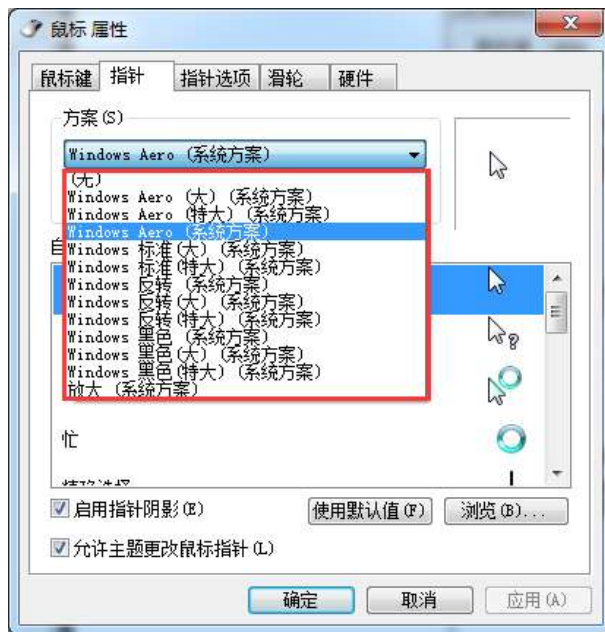 鼠标 属性
鼠标键 指针 指针选项 滑轮 硬件
方案(S)
Windows Aero (系统方案)
(无)
Windows Aero (大) (系统方案)
Windows Aero (特大) (系统方案)
Windows Aero (系统方案)
Windows 标准(大) (系统方案)
Windows 标准(特大) (系统方案)
Windows 反转 (系统方案)
Windows 反转(大) (系统方案)
Windows 反转(特大) (系统方案)
Windows 黑色 (系统方案)
Windows 黑色(大) (系统方案)
Windows 黑色(特大) (系统方案)
放大 (系统方案)
忙
精确选择
启用指针阴影(E) 使用默认值(F) 浏览(B)...
允许主题更改鼠标指针(L)
确定 取消 应用(A)